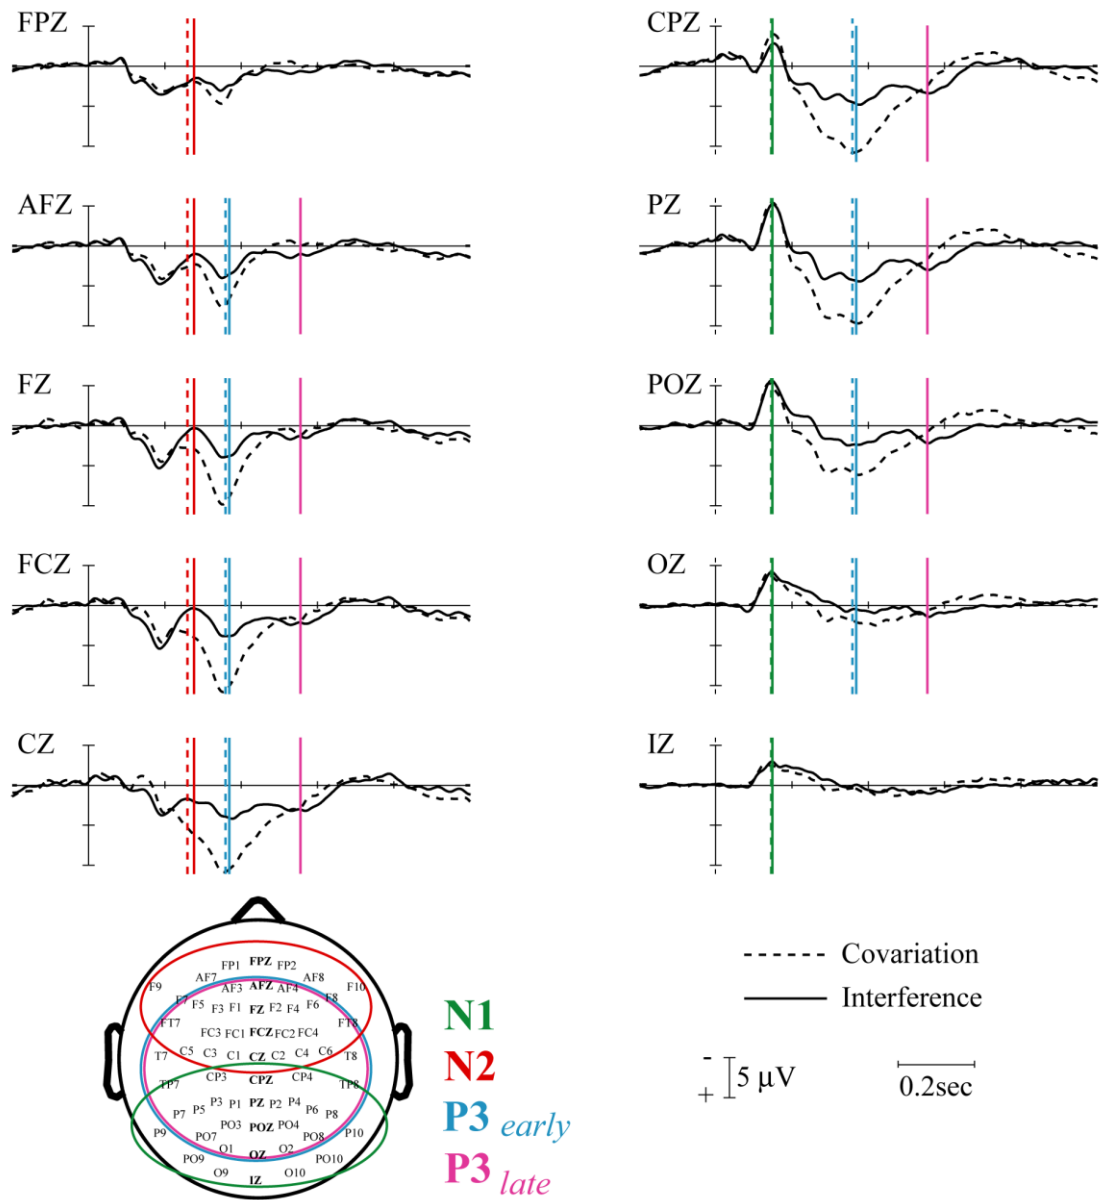 FPZ
AFZ
FZ
FCZ
CZ
CPZ
PZ
POZ
OZ
IZ
FP1 FPZ FP2
AF7 AF8
F9 AF3 AFZ AF4 F10
F7 F5 F3 F1 FZ F2 F4 F6 F8
FT7 FT8
FC3 FC1 FCZ FC2 FC4
T7 C5 C3 C1 CZ C2 C4 C6 T8
TP7 CP3 CPZ CP4 TP8
P7 P5 P3 P1 PZ P2 P4 P6 P8
P9 PO7 PO3 POZ PO4 PO8 P10
PO9 O1 OZ O2 PO10
O9 IZ O10
N1
N2
P3 early
P3 late
Covariation
Interference
-
+ 5 μV
0.2sec